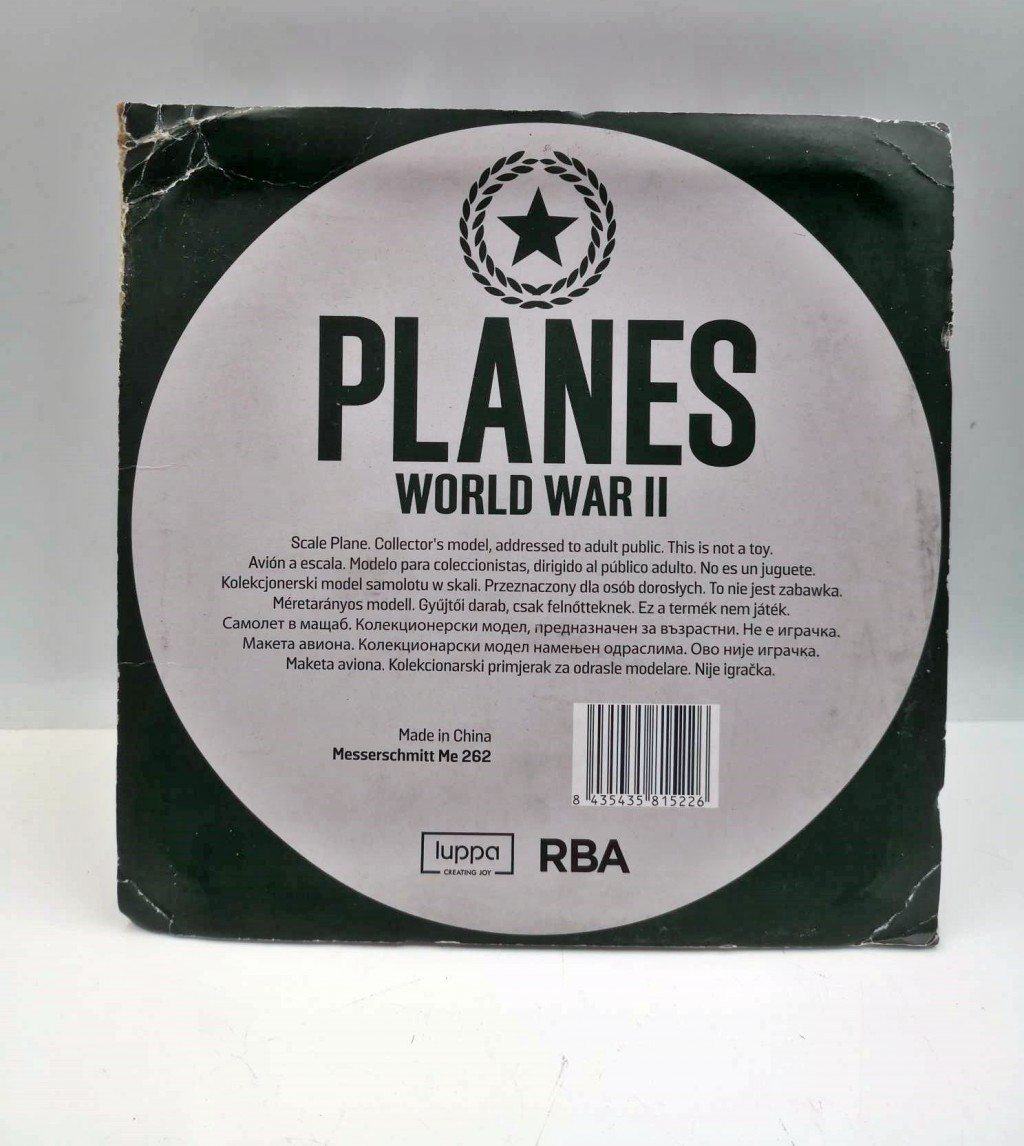 PLANES
WORLD WAR II
Scale Plane. Collector's model, addressed to adult public. This is not a toy.
Avión a escala. Modelo para coleccionistas, dirigido al público adulto. No es un juguete.
Kolekcjonerski model samolotu w skali. Przeznaczony dla osób dorosłych. To nie jest zabawka.
Méretarányos modell. Gyűjtői darab, csak felnőtteknek. Ez a termék nem játék.
Самолет в мащаб. Колекционерски модел, предназначен за възрастни. Не е играчка.
Макета авиона. Колекционарски модел намењен одраслима. Ово није играчка.
Maketa aviona. Kolekcionarski primjerak za odrasle modelare. Nije igračka.
Made in China
Messerschmitt Me 262
8 435435 815226
luppa
CREATING JOY
RBA